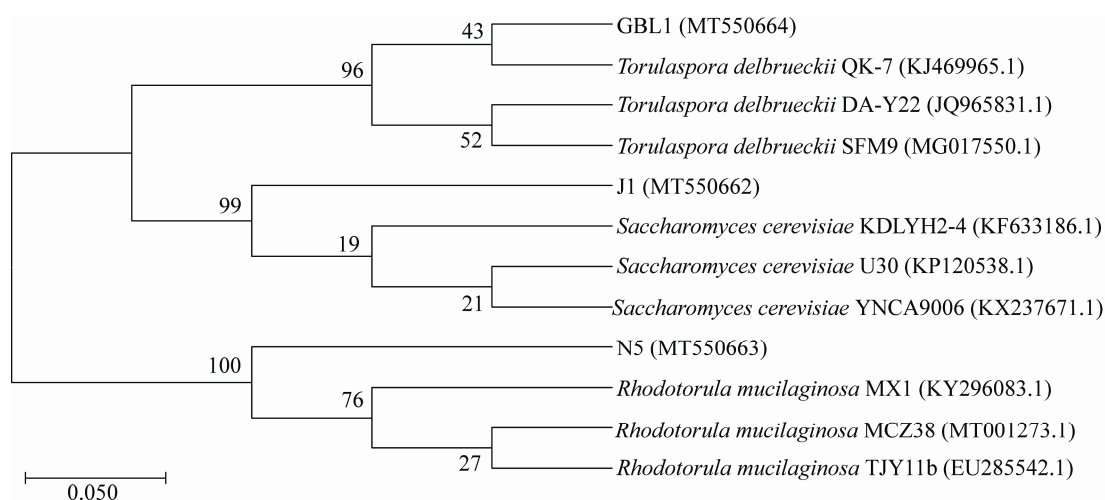 43
GBL1 (MT550664)
96
Torulaspora delbrueckii QK-7 (KJ469965.1)
Torulaspora delbrueckii DA-Y22 (JQ965831.1)
52
Torulaspora delbrueckii SFM9 (MG017550.1)
J1 (MT550662)
99
Saccharomyces cerevisiae KDLYH2-4 (KF633186.1)
19
Saccharomyces cerevisiae U30 (KP120538.1)
21
Saccharomyces cerevisiae YNCA9006 (KX237671.1)
N5 (MT550663)
100
Rhodotorula mucilaginosa MX1 (KY296083.1)
76
Rhodotorula mucilaginosa MCZ38 (MT001273.1)
27
Rhodotorula mucilaginosa TJY11b (EU285542.1)
0.050